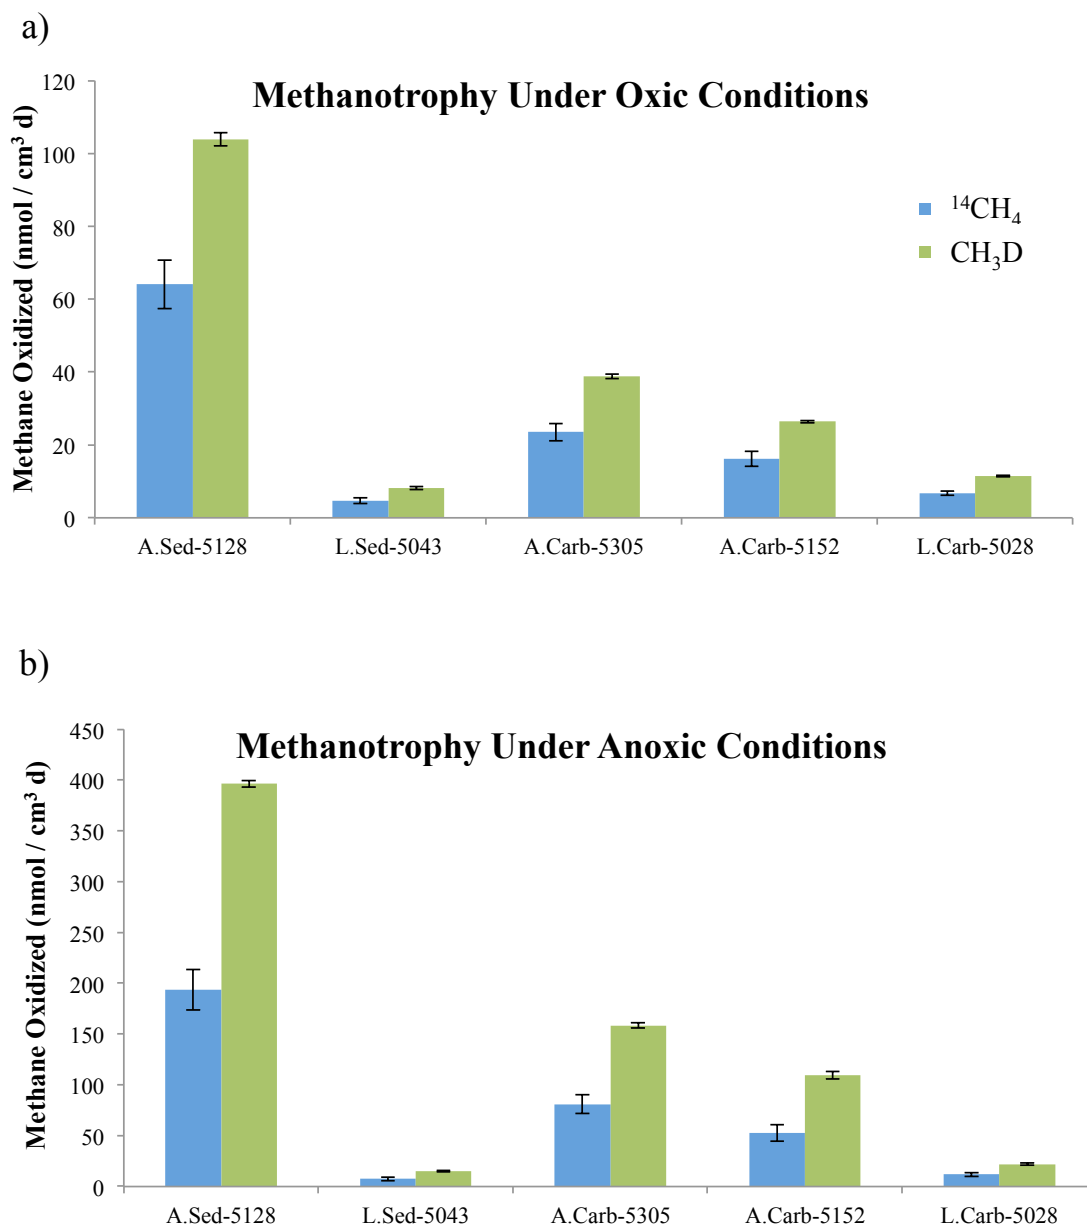 a)
Methanotrophy Under Oxic Conditions
Methane Oxidized (nmol / cm³ d)
120
100
80
60
40
20
0
¹⁴CH₄
CH₃D
A.Sed-5128 L.Sed-5043 A.Carb-5305 A.Carb-5152 L.Carb-5028
b)
Methanotrophy Under Anoxic Conditions
Methane Oxidized (nmol / cm³ d)
450
400
350
300
250
200
150
100
50
0
A.Sed-5128 L.Sed-5043 A.Carb-5305 A.Carb-5152 L.Carb-5028